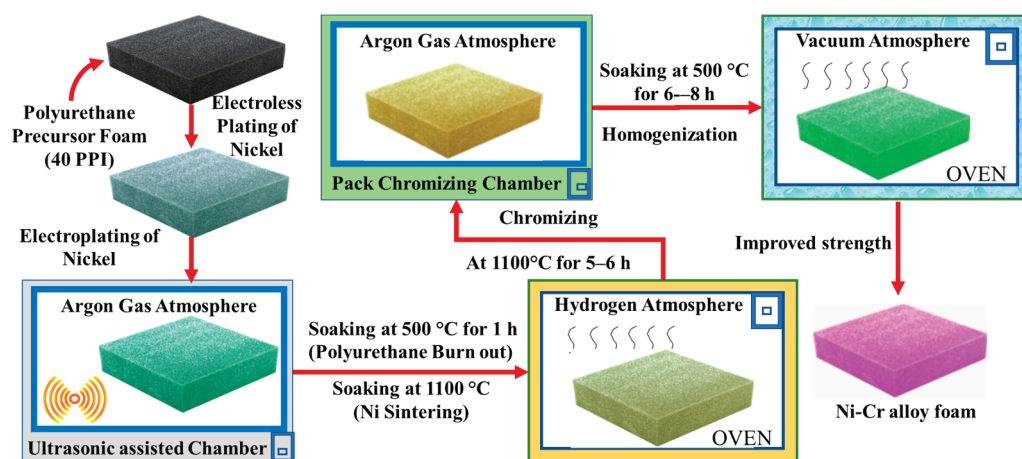 Polyurethane
Precursor Foam
(40 PPI)
Electroless
Plating of
Nickel
Electroplating of
Nickel
Argon Gas Atmosphere
Ultrasonic assisted Chamber
Soaking at 500 °C for 1 h
(Polyurethane Burn out)
Soaking at 1100 °C
(Ni Sintering)
Hydrogen Atmosphere
OVEN
At 1100°C for 5–6 h
Chromizing
Argon Gas Atmosphere
Pack Chromizing Chamber
Soaking at 500 °C
for 6-–8 h
Homogenization
Vacuum Atmosphere
OVEN
Improved strength
Ni-Cr alloy foam